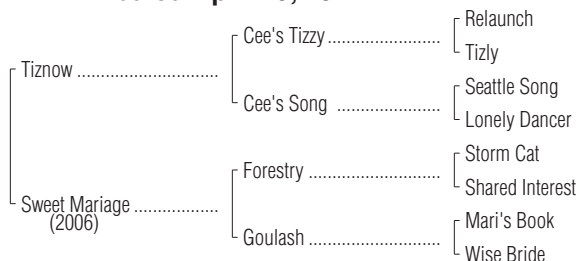 Relaunch
Cee's Tizzy ..............................
Tizly
Tiznow ........................................
Seattle Song
Cee's Song .............................
Lonely Dancer
Storm Cat
Forestry ...................................
Shared Interest
Sweet Mariage ........................
(2006)
Mari's Book
Goulash ...................................
Wise Bride